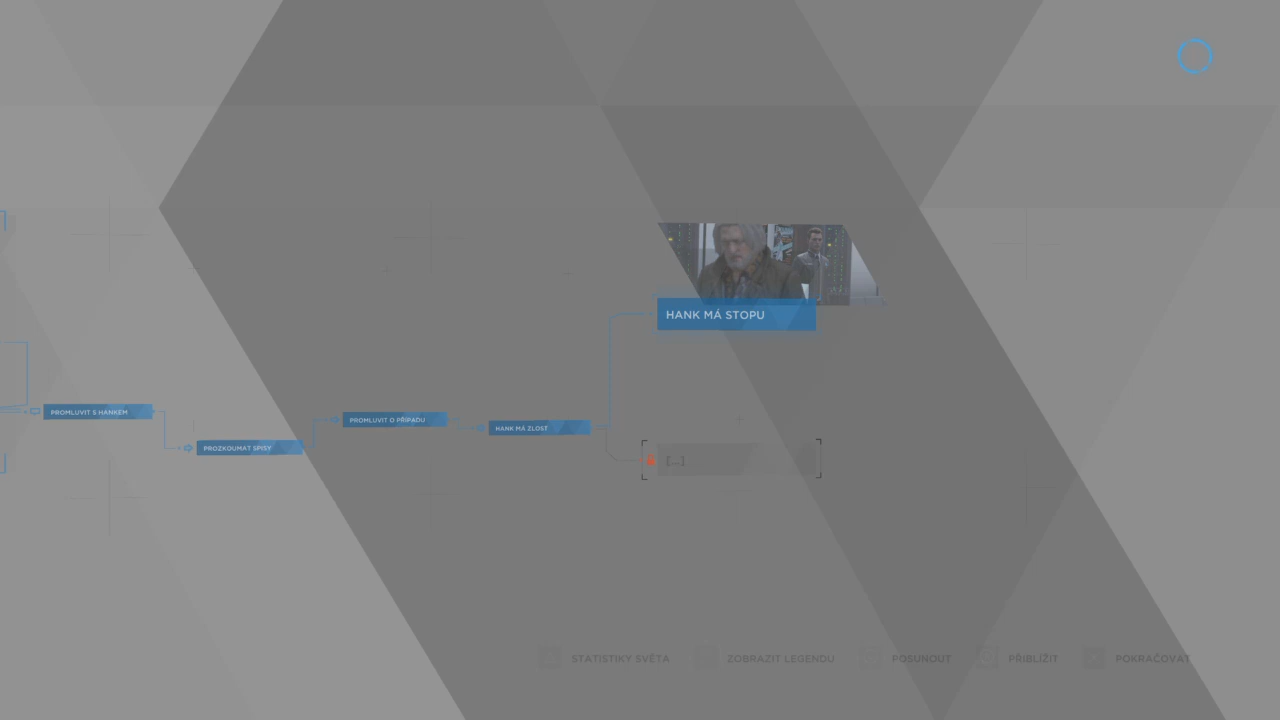 HANK MÁ STOPU
PROMLUVIT S HANKEM
PROZKOUMAT SPISY
PROMLUVIT O PŘÍPADU
HANK MÁ ZLOST
[...]
STATISTIKY SVĚTA
ZOBRAZIT LEGENDU
POSUNOUT
PŘIBLÍŽIT
POKRAČOVAT